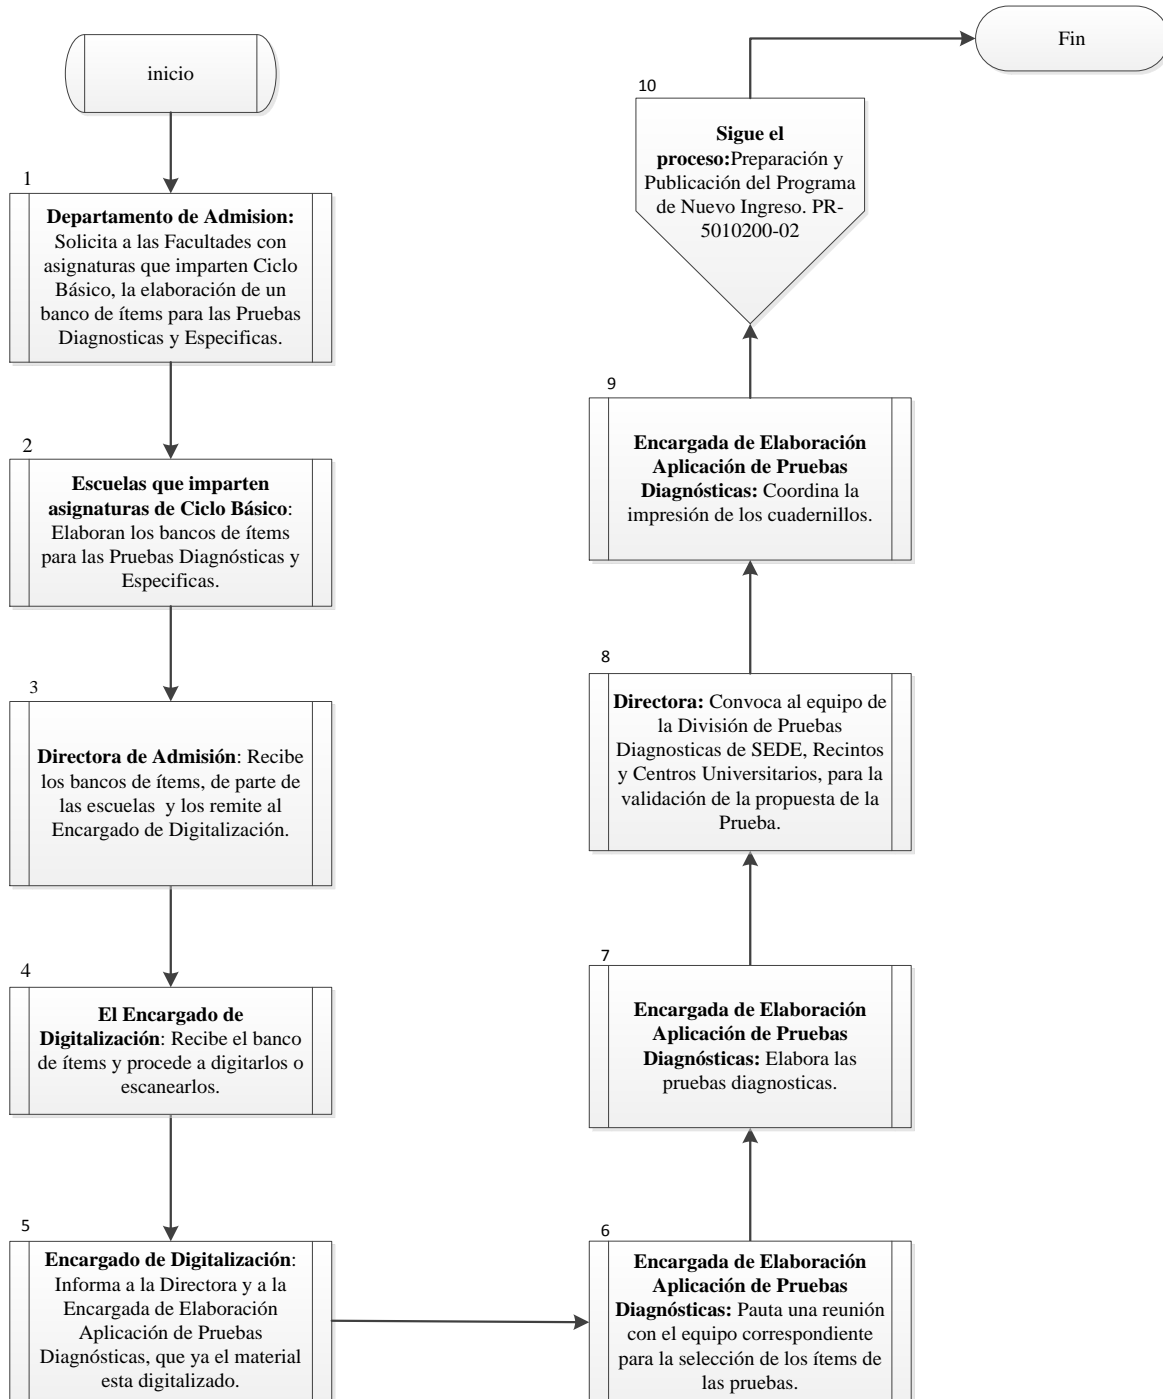 inicio
1
Departamento de Admision:
Solicita a las Facultades con
asignaturas que imparten Ciclo
Básico, la elaboración de un
banco de ítems para las Pruebas
Diagnosticas y Especificas.
2
Escuelas que imparten
asignaturas de Ciclo Básico:
Elaboran los bancos de ítems
para las Pruebas Diagnósticas y
Especificas.
3
Directora de Admisión: Recibe
los bancos de ítems, de parte de
las escuelas y los remite al
Encargado de Digitalización.
4
El Encargado de
Digitalización: Recibe el banco
de ítems y procede a digitarlos o
escanearlos.
5
Encargado de Digitalización:
Informa a la Directora y a la
Encargada de Elaboración
Aplicación de Pruebas
Diagnósticas, que ya el material
esta digitalizado.
6
Encargada de Elaboración
Aplicación de Pruebas
Diagnósticas: Pauta una reunión
con el equipo correspondiente
para la selección de los ítems de
las pruebas.
7
Encargada de Elaboración
Aplicación de Pruebas
Diagnósticas: Elabora las
pruebas diagnosticas.
8
Directora: Convoca al equipo de
la División de Pruebas
Diagnosticas de SEDE, Recintos
y Centros Universitarios, para la
validación de la propuesta de la
Prueba.
9
Encargada de Elaboración
Aplicación de Pruebas
Diagnósticas: Coordina la
impresión de los cuadernillos.
10
Sigue el
proceso:Preparación y
Publicación del Programa
de Nuevo Ingreso. PR-
5010200-02
Fin